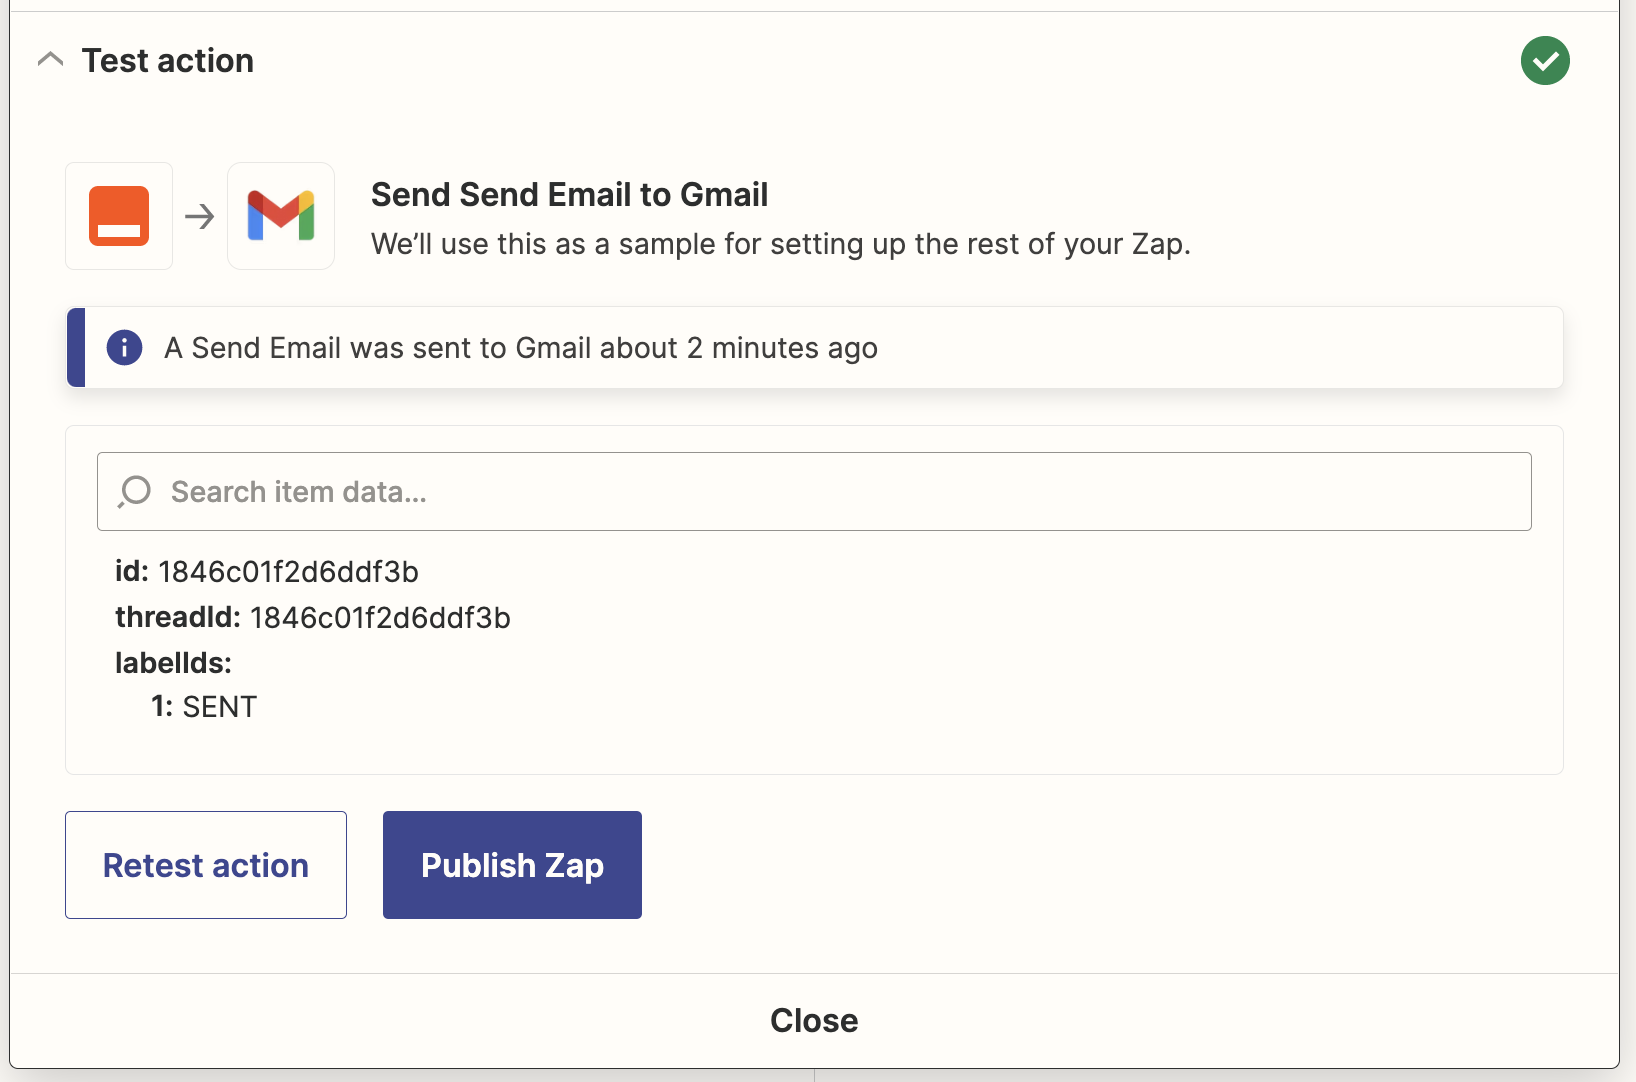 Test action
Send Send Email to Gmail
We’ll use this as a sample for setting up the rest of your Zap.
A Send Email was sent to Gmail about 2 minutes ago
Search item data...
id: 1846c01f2d6ddf3b
threadId: 1846c01f2d6ddf3b
labelIds:
1: SENT
Retest action
Publish Zap
Close